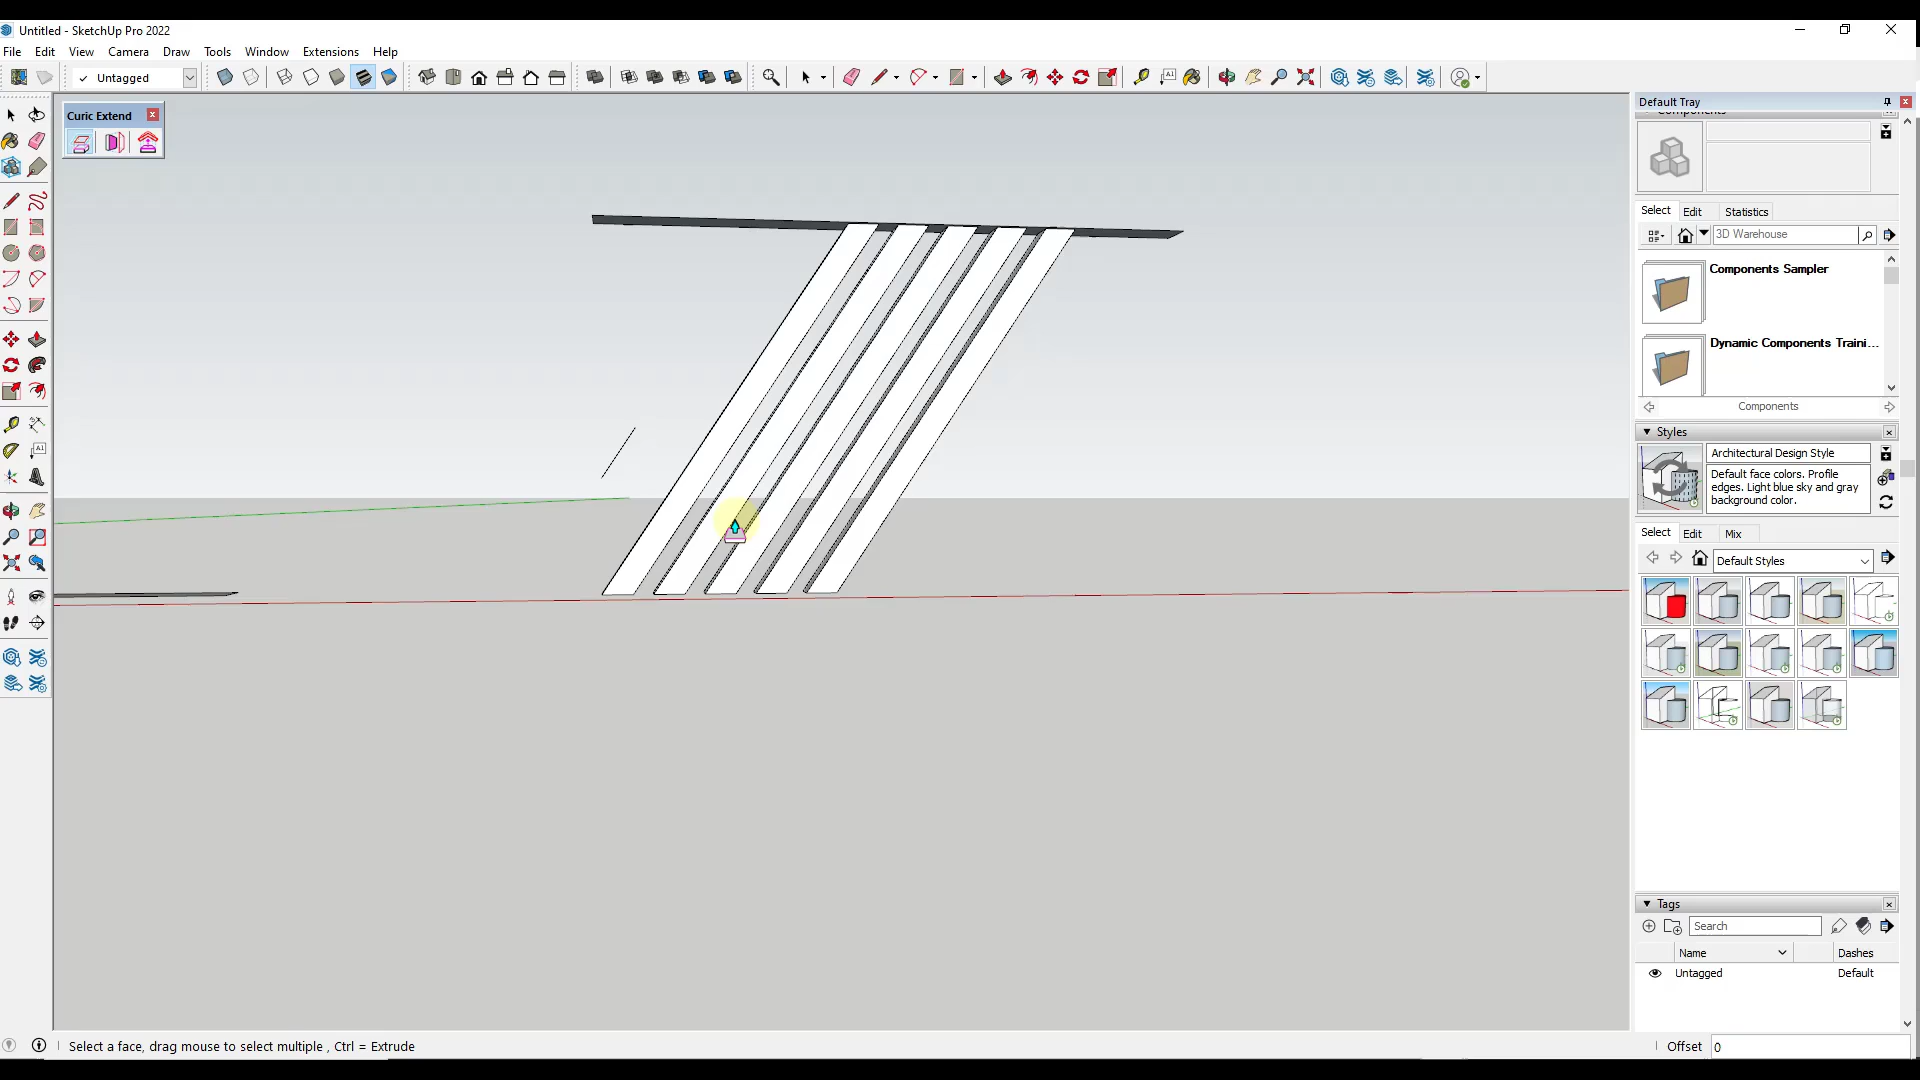 Untitled - SketchUp Pro 2022
File Edit View Camera Draw Tools Window Extensions Help
Untagged
Curic Extend
Default Tray
Components
Select Edit Statistics
3D Warehouse
Components Sampler
Dynamic Components Traini...
Components
Styles
Architectural Design Style
Default face colors. Profile
edges. Light blue sky and gray
background color.
Select Edit Mix
Default Styles
Tags
Search
Name Dashes
Untagged Default
Select a face, drag mouse to select multiple , Ctrl = Extrude
Offset 0